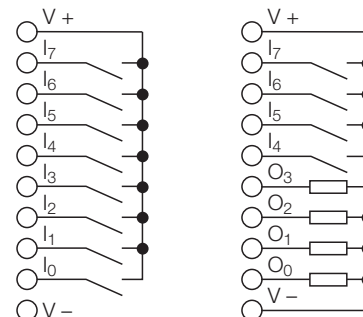 V +
I₇
I₆
I₅
I₄
I₃
I₂
I₁
I₀
V –
V +
I₇
I₆
I₅
I₄
O₃
O₂
O₁
O₀
V –